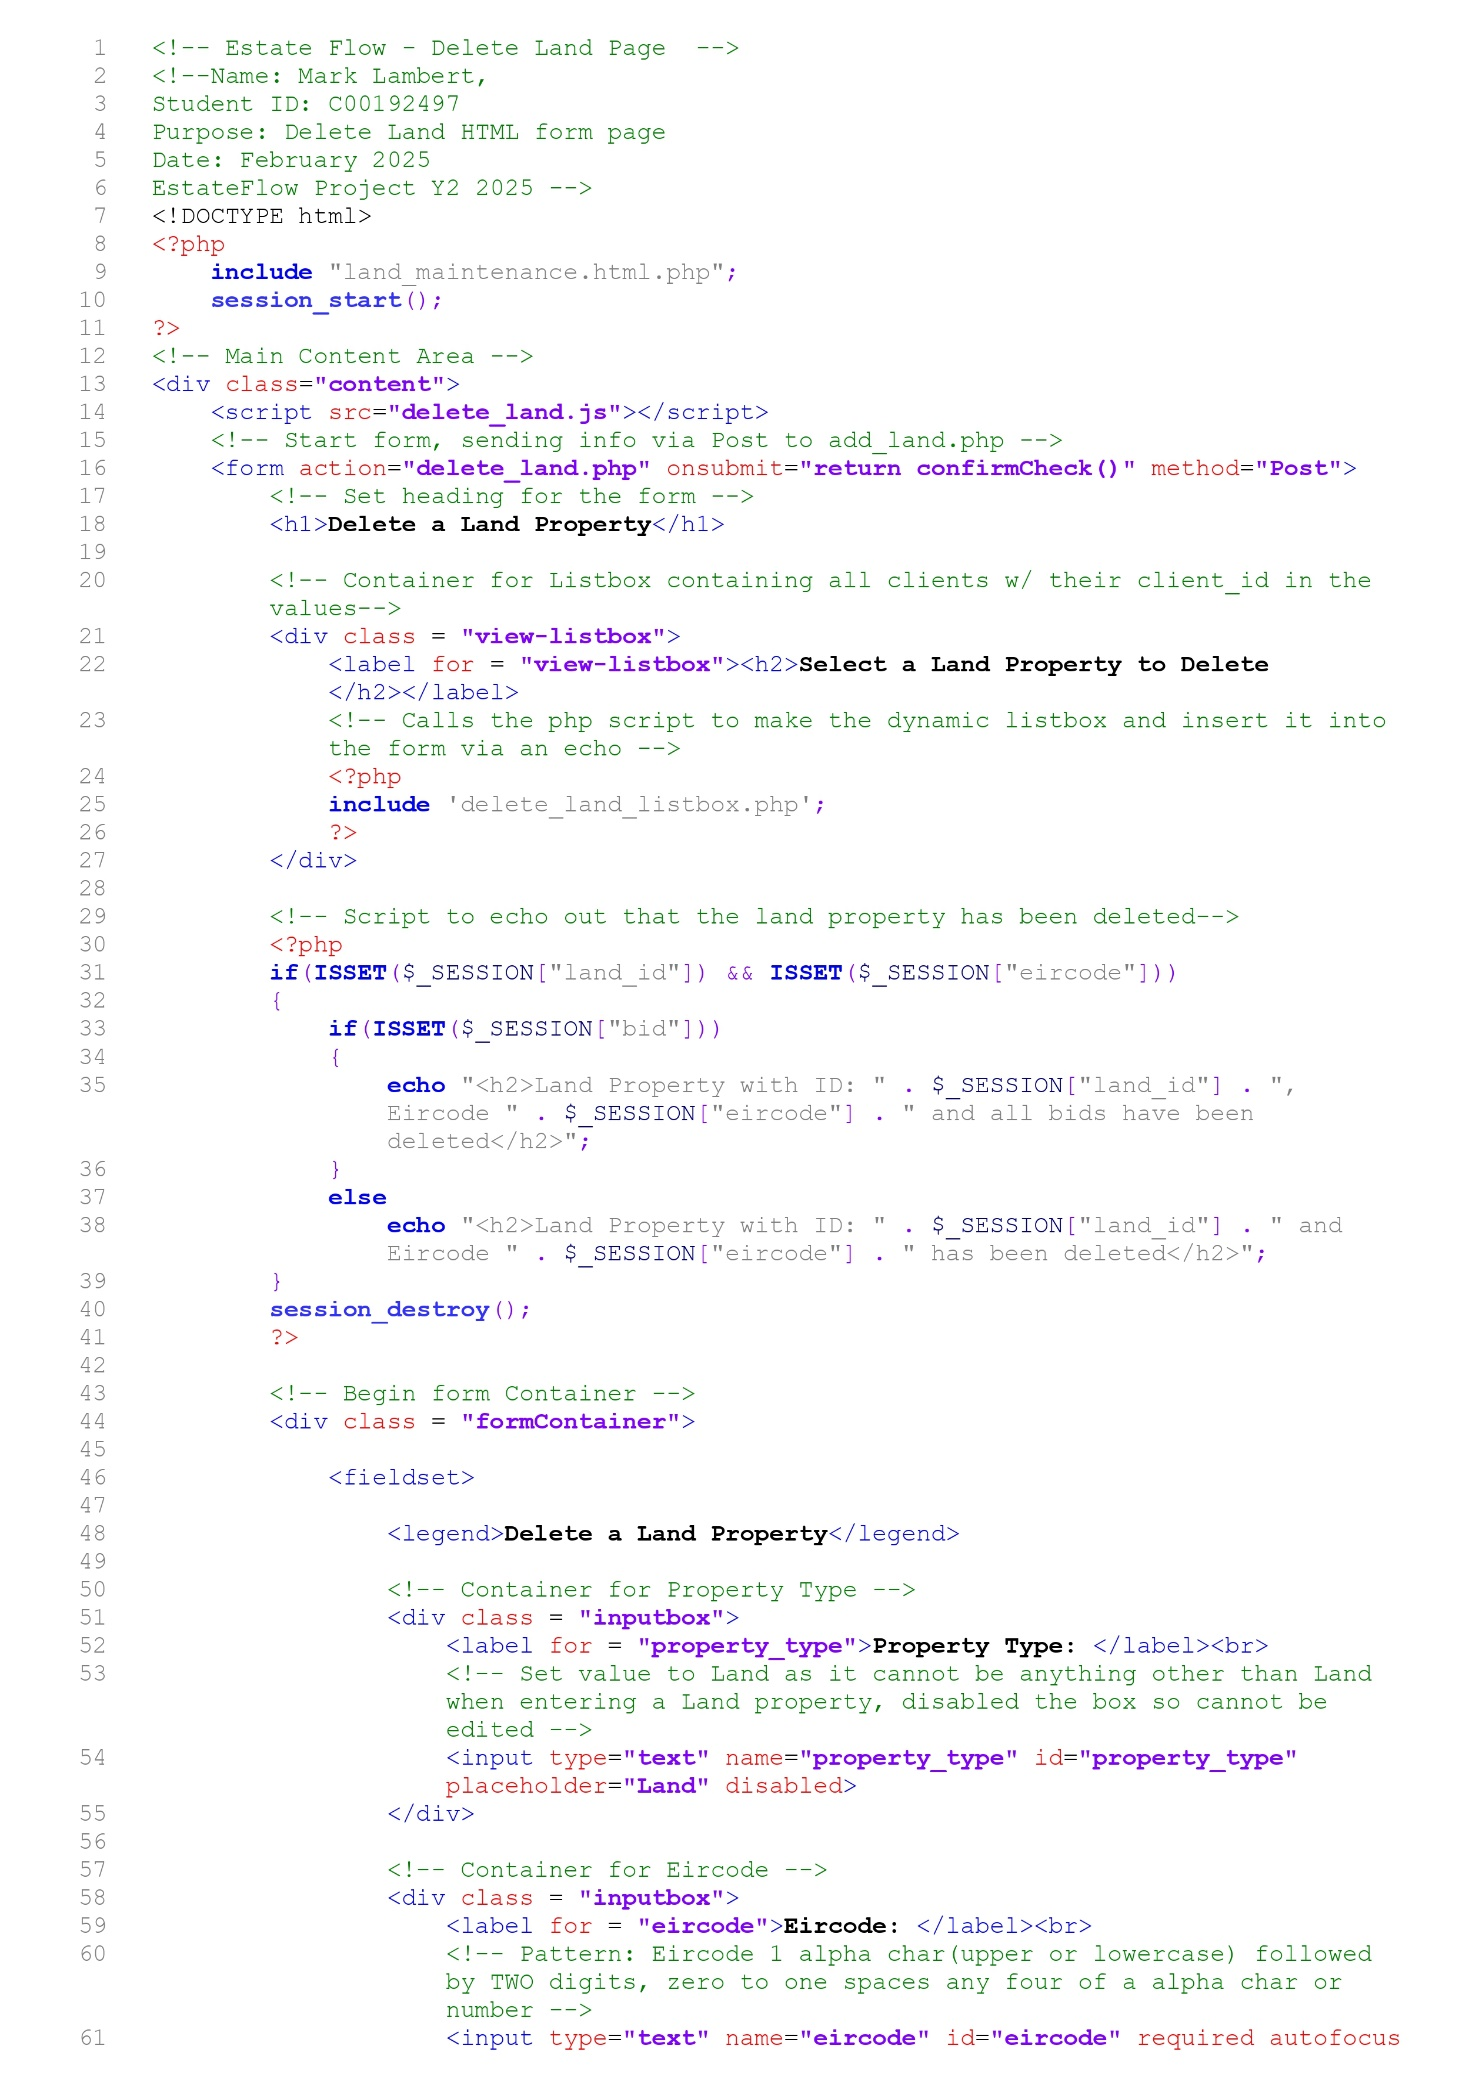 1 <!-- Estate Flow - Delete Land Page  -->
2 <!--Name: Mark Lambert,
3 Student ID: C00192497
4 Purpose: Delete Land HTML form page
5 Date: February 2025
6 EstateFlow Project Y2 2025 -->
7 <!DOCTYPE html>
8 <?php
9     include "land_maintenance.html.php";
10     session_start();
11 ?>
12 <!-- Main Content Area -->
13 <div class="content">
14     <script src="delete_land.js"></script>
15     <!-- Start form, sending info via Post to add_land.php -->
16     <form action="delete_land.php" onsubmit="return confirmCheck()" method="Post">
17         <!-- Set heading for the form -->
18         <h1>Delete a Land Property</h1>
19
20         <!-- Container for Listbox containing all clients w/ their client_id in the
values-->
21         <div class = "view-listbox">
22             <label for = "view-listbox"><h2>Select a Land Property to Delete
</h2></label>
23             <!-- Calls the php script to make the dynamic listbox and insert it into
the form via an echo -->
24             <?php
25             include 'delete_land_listbox.php';
26             ?>
27         </div>
28
29         <!-- Script to echo out that the land property has been deleted-->
30         <?php
31         if(ISSET($_SESSION["land_id"]) && ISSET($_SESSION["eircode"]))
32         {
33             if(ISSET($_SESSION["bid"]))
34             {
35                 echo "<h2>Land Property with ID: " . $_SESSION["land_id"] . ",
Eircode " . $_SESSION["eircode"] . " and all bids have been
deleted</h2>";
36             }
37             else
38                 echo "<h2>Land Property with ID: " . $_SESSION["land_id"] . " and
Eircode " . $_SESSION["eircode"] . " has been deleted</h2>";
39         }
40         session_destroy();
41         ?>
42
43         <!-- Begin form Container -->
44         <div class = "formContainer">
45
46             <fieldset>
47
48                 <legend>Delete a Land Property</legend>
49
50                 <!-- Container for Property Type -->
51                 <div class = "inputbox">
52                     <label for = "property_type">Property Type: </label><br>
53                     <!-- Set value to Land as it cannot be anything other than Land
when entering a Land property, disabled the box so cannot be
edited -->
54                     <input type="text" name="property_type" id="property_type"
placeholder="Land" disabled>
55                 </div>
56
57                 <!-- Container for Eircode -->
58                 <div class = "inputbox">
59                     <label for = "eircode">Eircode: </label><br>
60                     <!-- Pattern: Eircode 1 alpha char(upper or lowercase) followed
by TWO digits, zero to one spaces any four of a alpha char or
number -->
61                     <input type="text" name="eircode" id="eircode" required autofocus